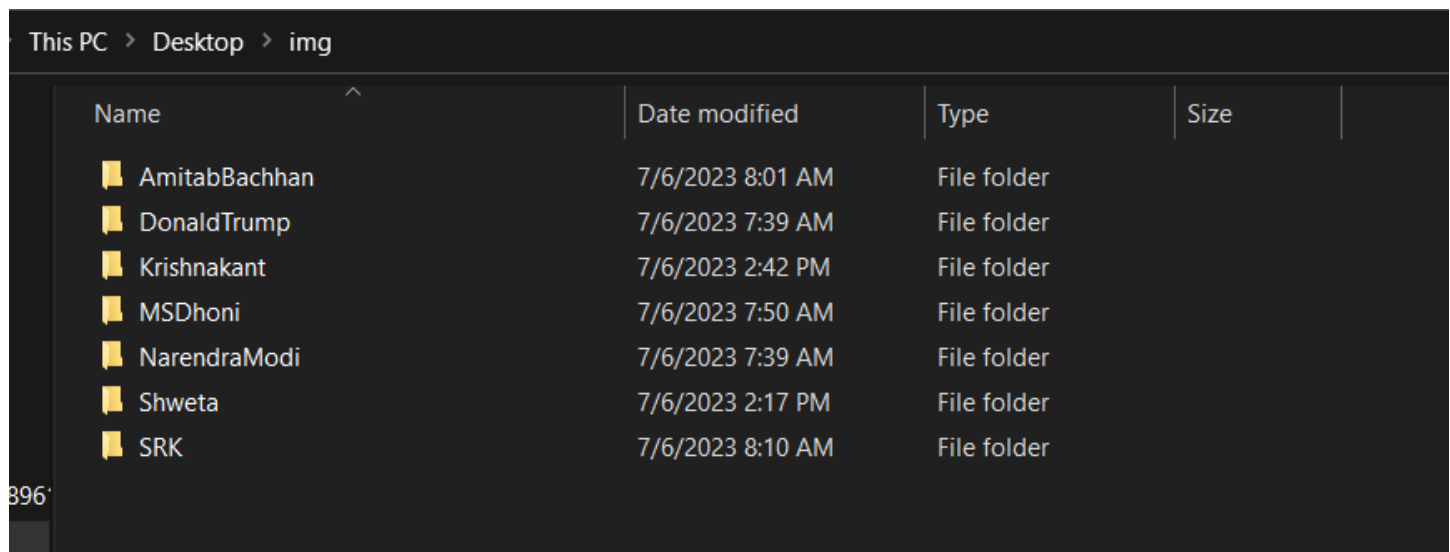 This PC > Desktop > img
Name Date modified Type Size
AmitabBachhan 7/6/2023 8:01 AM File folder
DonaldTrump 7/6/2023 7:39 AM File folder
Krishnakant 7/6/2023 2:42 PM File folder
MSDhoni 7/6/2023 7:50 AM File folder
NarendraModi 7/6/2023 7:39 AM File folder
Shweta 7/6/2023 2:17 PM File folder
SRK 7/6/2023 8:10 AM File folder